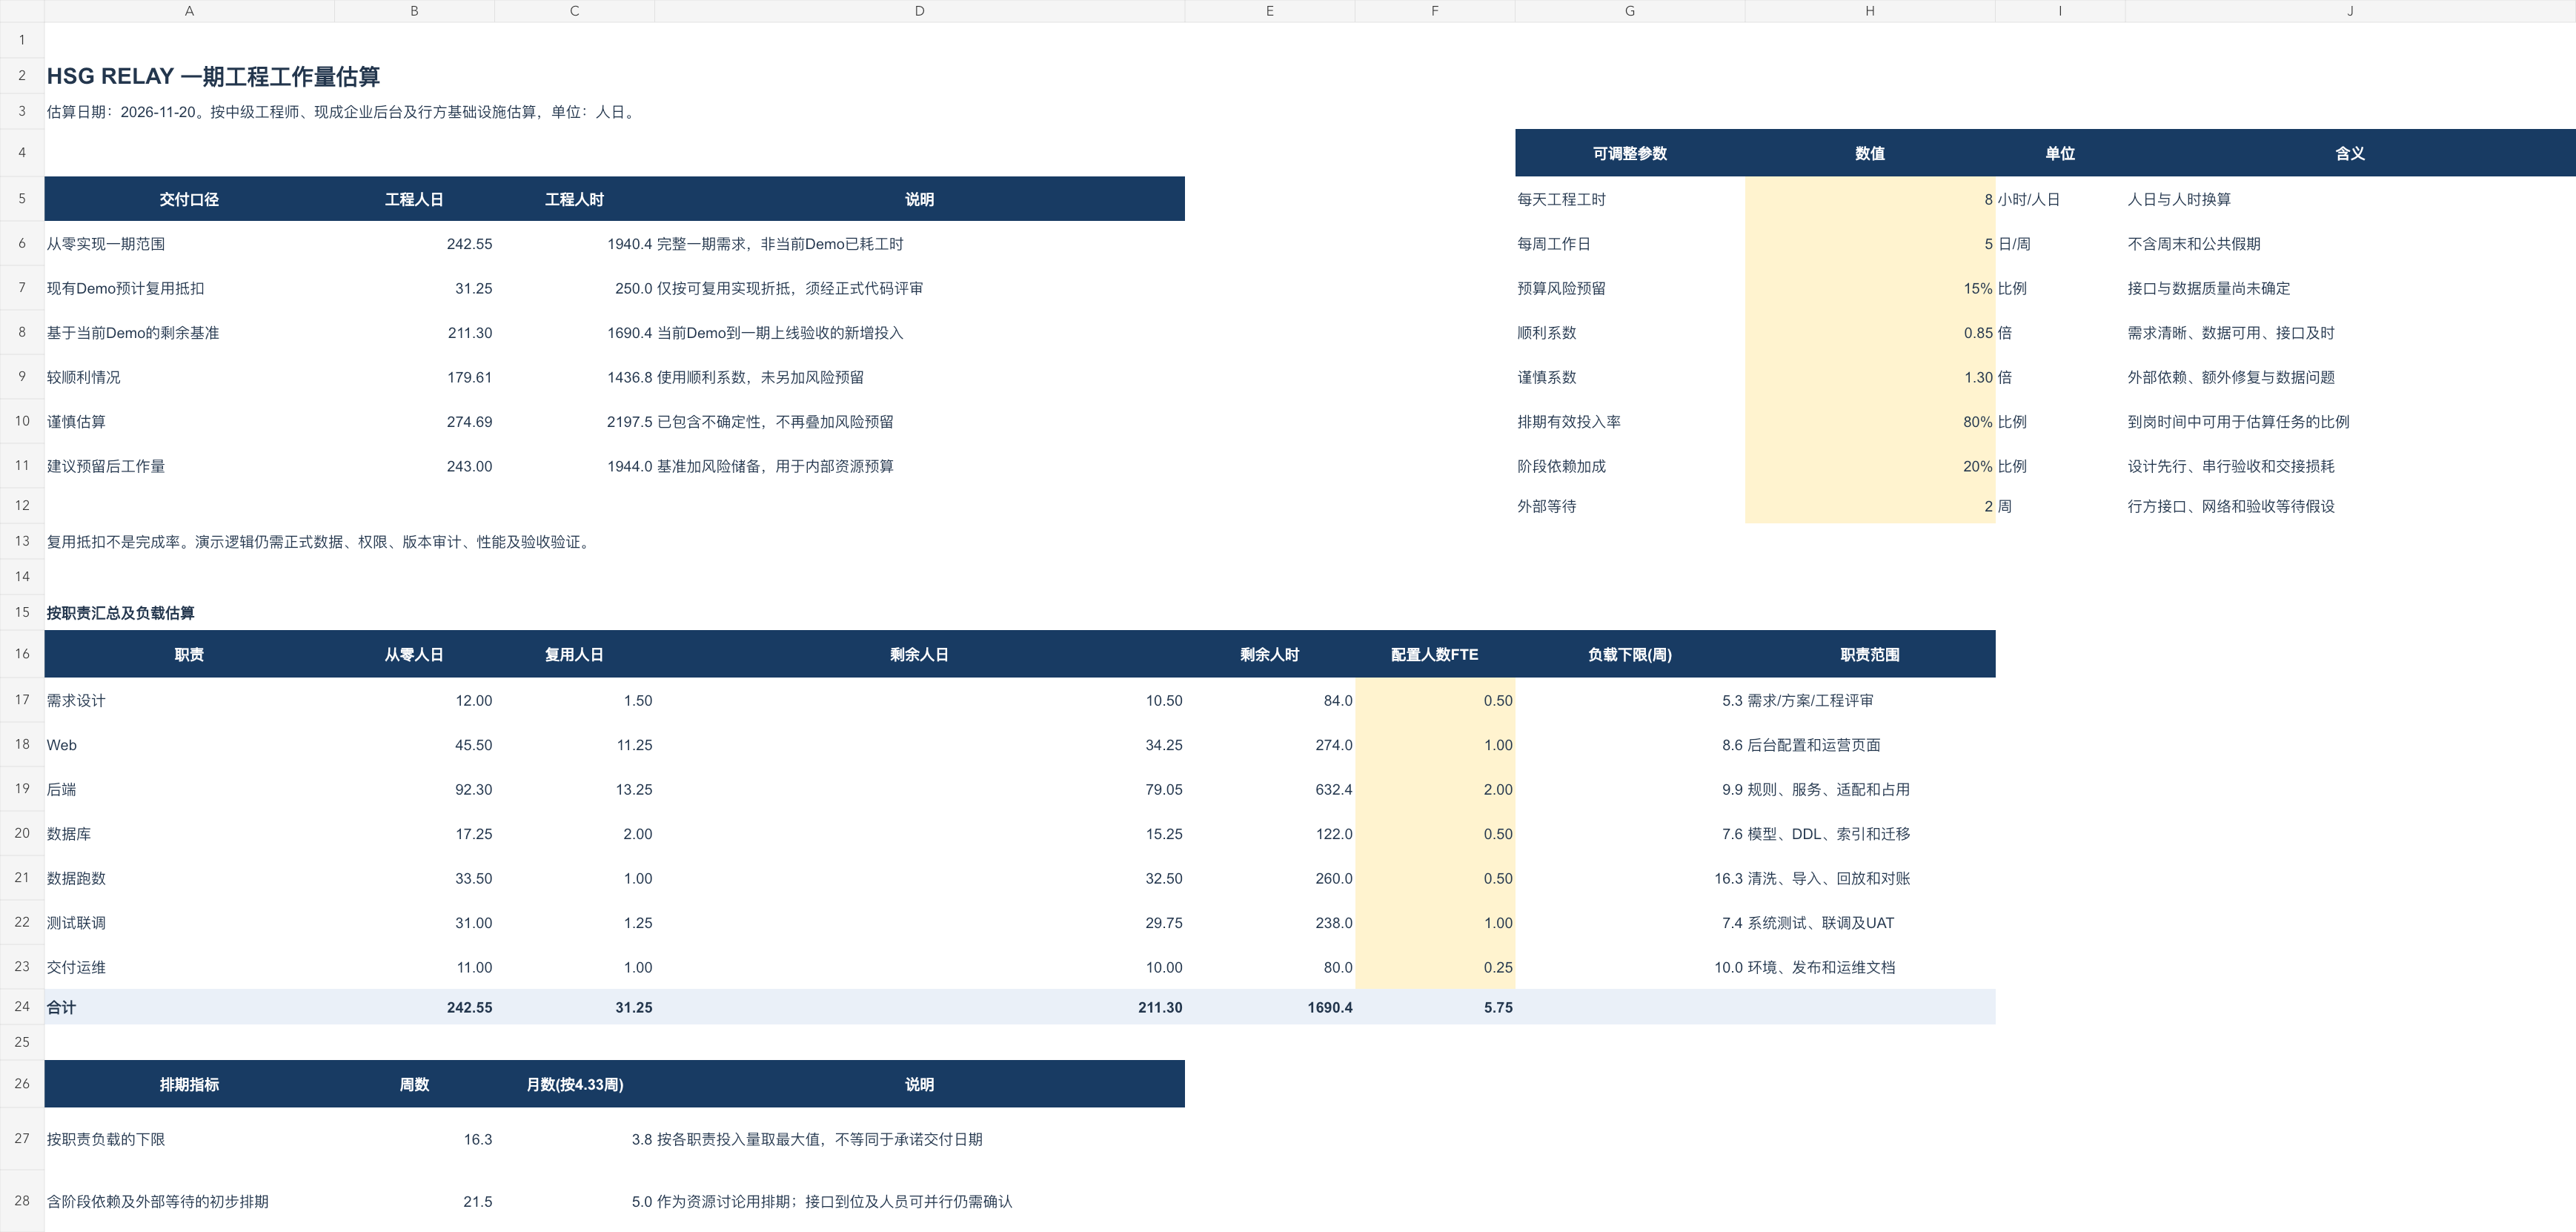 A B C D E F G H I J
1
2 HSG RELAY 一期工程工作量估算
3 估算日期：2026-11-20。按中级工程师、现成企业后台及行方基础设施估算，单位：人日。
4 可调整参数 数值 单位 含义
5 交付口径 工程人日 工程人时 说明 每天工程工时 8 小时/人日 人日与人时换算
6 从零实现一期范围 242.55 1940.4 完整一期需求，非当前Demo已耗工时 每周工作日 5 日/周 不含周末和公共假期
7 现有Demo预计复用抵扣 31.25 250.0 仅按可复用实现折抵，须经正式代码评审 预算风险预留 15% 比例 接口与数据质量尚未确定
8 基于当前Demo的剩余基准 211.30 1690.4 当前Demo到一期上线验收的新增投入 顺利系数 0.85 倍 需求清晰、数据可用、接口及时
9 较顺利情况 179.61 1436.8 使用顺利系数，未另加风险预留 谨慎系数 1.30 倍 外部依赖、额外修复与数据问题
10 谨慎估算 274.69 2197.5 已包含不确定性，不再叠加风险预留 排期有效投入率 80% 比例 到岗时间中可用于估算任务的比例
11 建议预留后工作量 243.00 1944.0 基准加风险储备，用于内部资源预算 阶段依赖加成 20% 比例 设计先行、串行验收和交接损耗
12 外部等待 2 周 行方接口、网络和验收等待假设
13 复用抵扣不是完成率。演示逻辑仍需正式数据、权限、版本审计、性能及验收验证。
14
15 按职责汇总及负载估算
16 职责 从零人日 复用人日 剩余人日 剩余人时 配置人数FTE 负载下限(周) 职责范围
17 需求设计 12.00 1.50 10.50 84.0 0.50 5.3 需求/方案/工程评审
18 Web 45.50 11.25 34.25 274.0 1.00 8.6 后台配置和运营页面
19 后端 92.30 13.25 79.05 632.4 2.00 9.9 规则、服务、适配和占用
20 数据库 17.25 2.00 15.25 122.0 0.50 7.6 模型、DDL、索引和迁移
21 数据跑数 33.50 1.00 32.50 260.0 0.50 16.3 清洗、导入、回放和对账
22 测试联调 31.00 1.25 29.75 238.0 1.00 7.4 系统测试、联调及UAT
23 交付运维 11.00 1.00 10.00 80.0 0.25 10.0 环境、发布和运维文档
24 合计 242.55 31.25 211.30 1690.4 5.75
25
26 排期指标 周数 月数(按4.33周) 说明
27 按职责负载的下限 16.3 3.8 按各职责投入量取最大值，不等同于承诺交付日期
28 含阶段依赖及外部等待的初步排期 21.5 5.0 作为资源讨论用排期；接口到位及人员可并行仍需确认